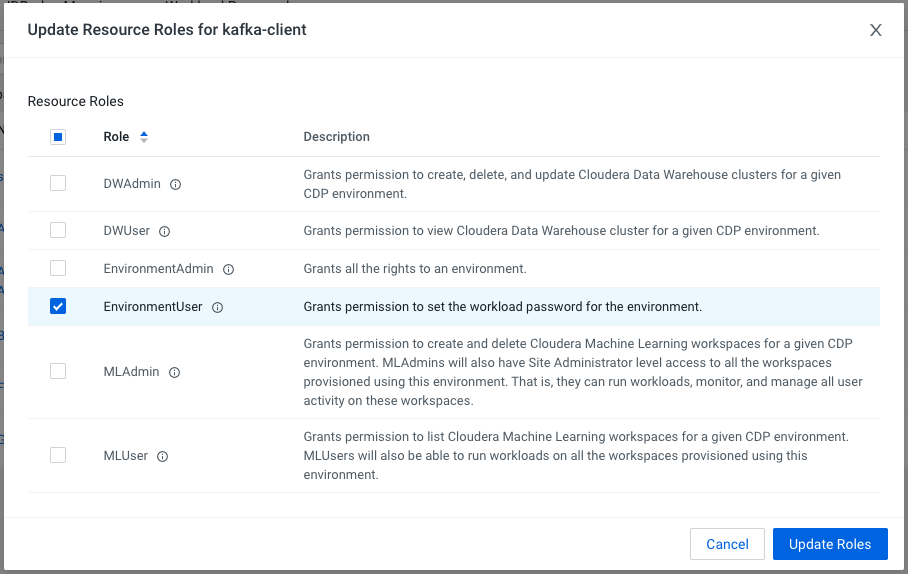 Update Resource Roles for kafka-client
Resource Roles
Role Description
DWAdmin Grants permission to create, delete, and update Cloudera Data Warehouse clusters for a given
CDP environment.
DWUser Grants permission to view Cloudera Data Warehouse cluster for a given CDP environment.
EnvironmentAdmin Grants all the rights to an environment.
EnvironmentUser Grants permission to set the workload password for the environment.
MLAdmin Grants permission to create and delete Cloudera Machine Learning workspaces for a given CDP
environment. MLAdmins will also have Site Administrator level access to all the workspaces
provisioned using this environment. That is, they can run workloads, monitor, and manage all user
activity on these workspaces.
MLUser Grants permission to list Cloudera Machine Learning workspaces for a given CDP environment.
MLUsers will also be able to run workloads on all the workspaces provisioned using this
environment.
Cancel Update Roles